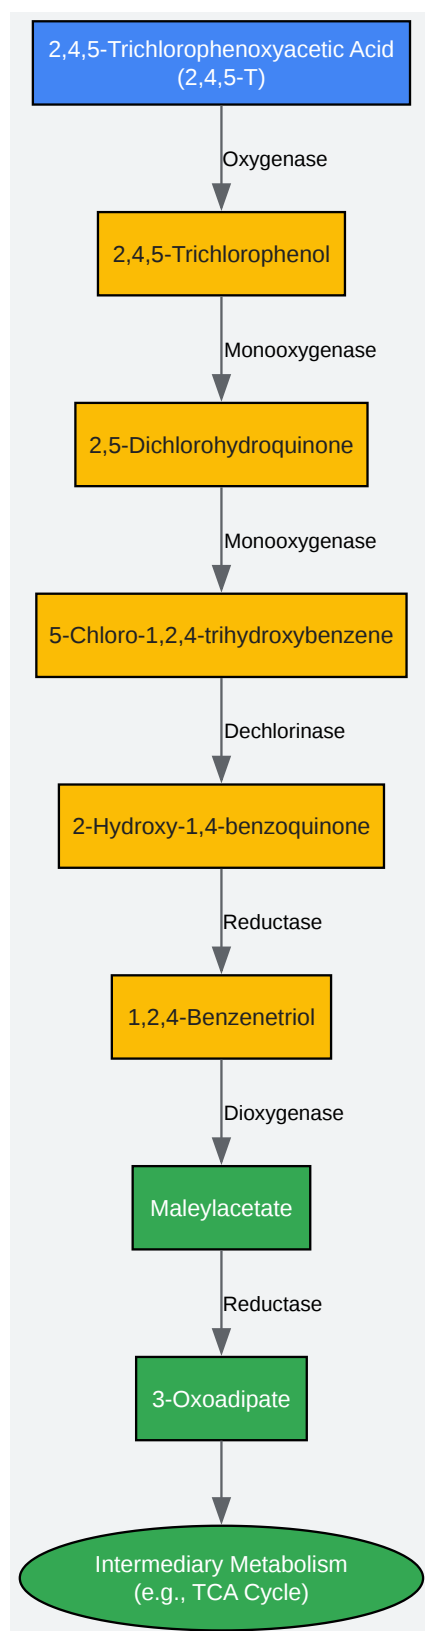 2,4,5-Trichlorophenoxyacetic Acid
(2,4,5-T)
Oxygenase
2,4,5-Trichlorophenol
Monooxygenase
2,5-Dichlorohydroquinone
Monooxygenase
5-Chloro-1,2,4-trihydroxybenzene
Dechlorinase
2-Hydroxy-1,4-benzoquinone
Reductase
1,2,4-Benzenetriol
Dioxygenase
Maleylacetate
Reductase
3-Oxoadipate
Intermediary Metabolism
(e.g., TCA Cycle)